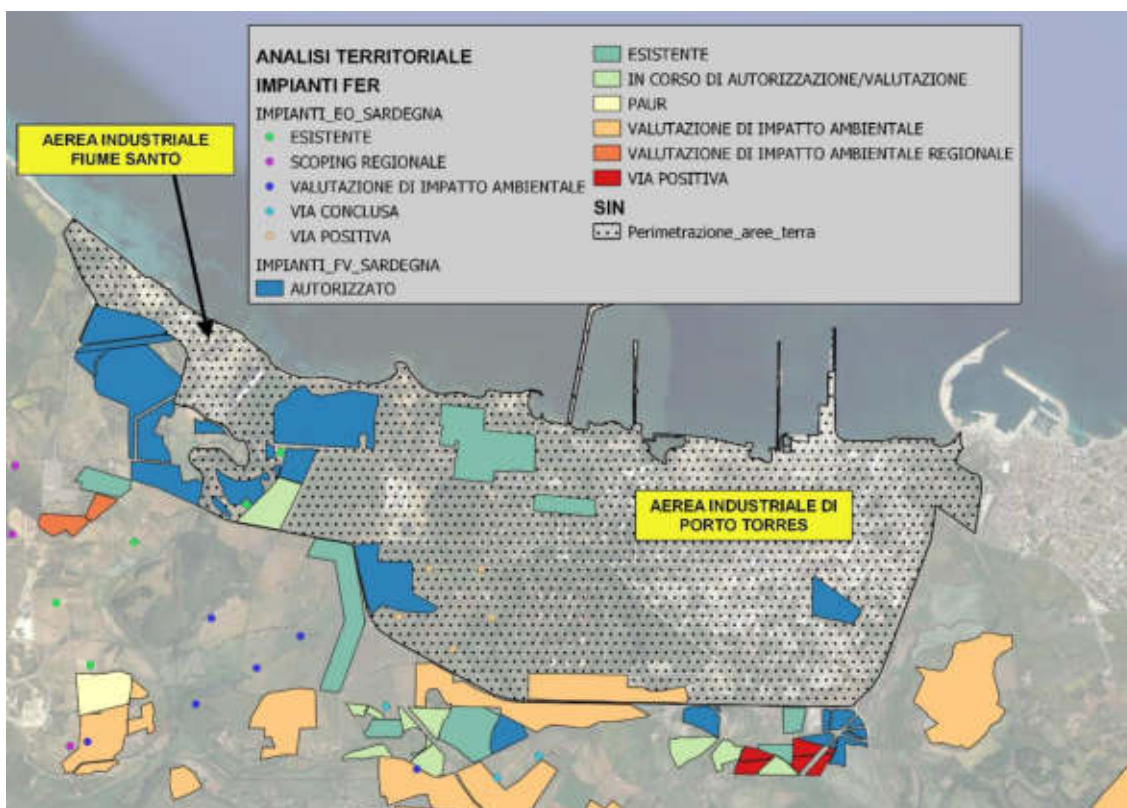 ANALISI TERRITORIALE
IMPIANTI FER
IMPIANTI_EO_SARDEGNA
ESISTENTE
SCOPING REGIONALE
VALUTAZIONE DI IMPATTO AMBIENTALE
VIA CONCLUSA
VIA POSITIVA
IMPIANTI_FV_SARDEGNA
AUTORIZZATO
ESISTENTE
IN CORSO DI AUTORIZZAZIONE/VALUTAZIONE
PAUR
VALUTAZIONE DI IMPATTO AMBIENTALE
VALUTAZIONE DI IMPATTO AMBIENTALE REGIONALE
VIA POSITIVA
SIN
Perimetrazione_aree_terra
AEREA INDUSTRIALE
FIUME SANTO
AEREA INDUSTRIALE DI
PORTO TORRES